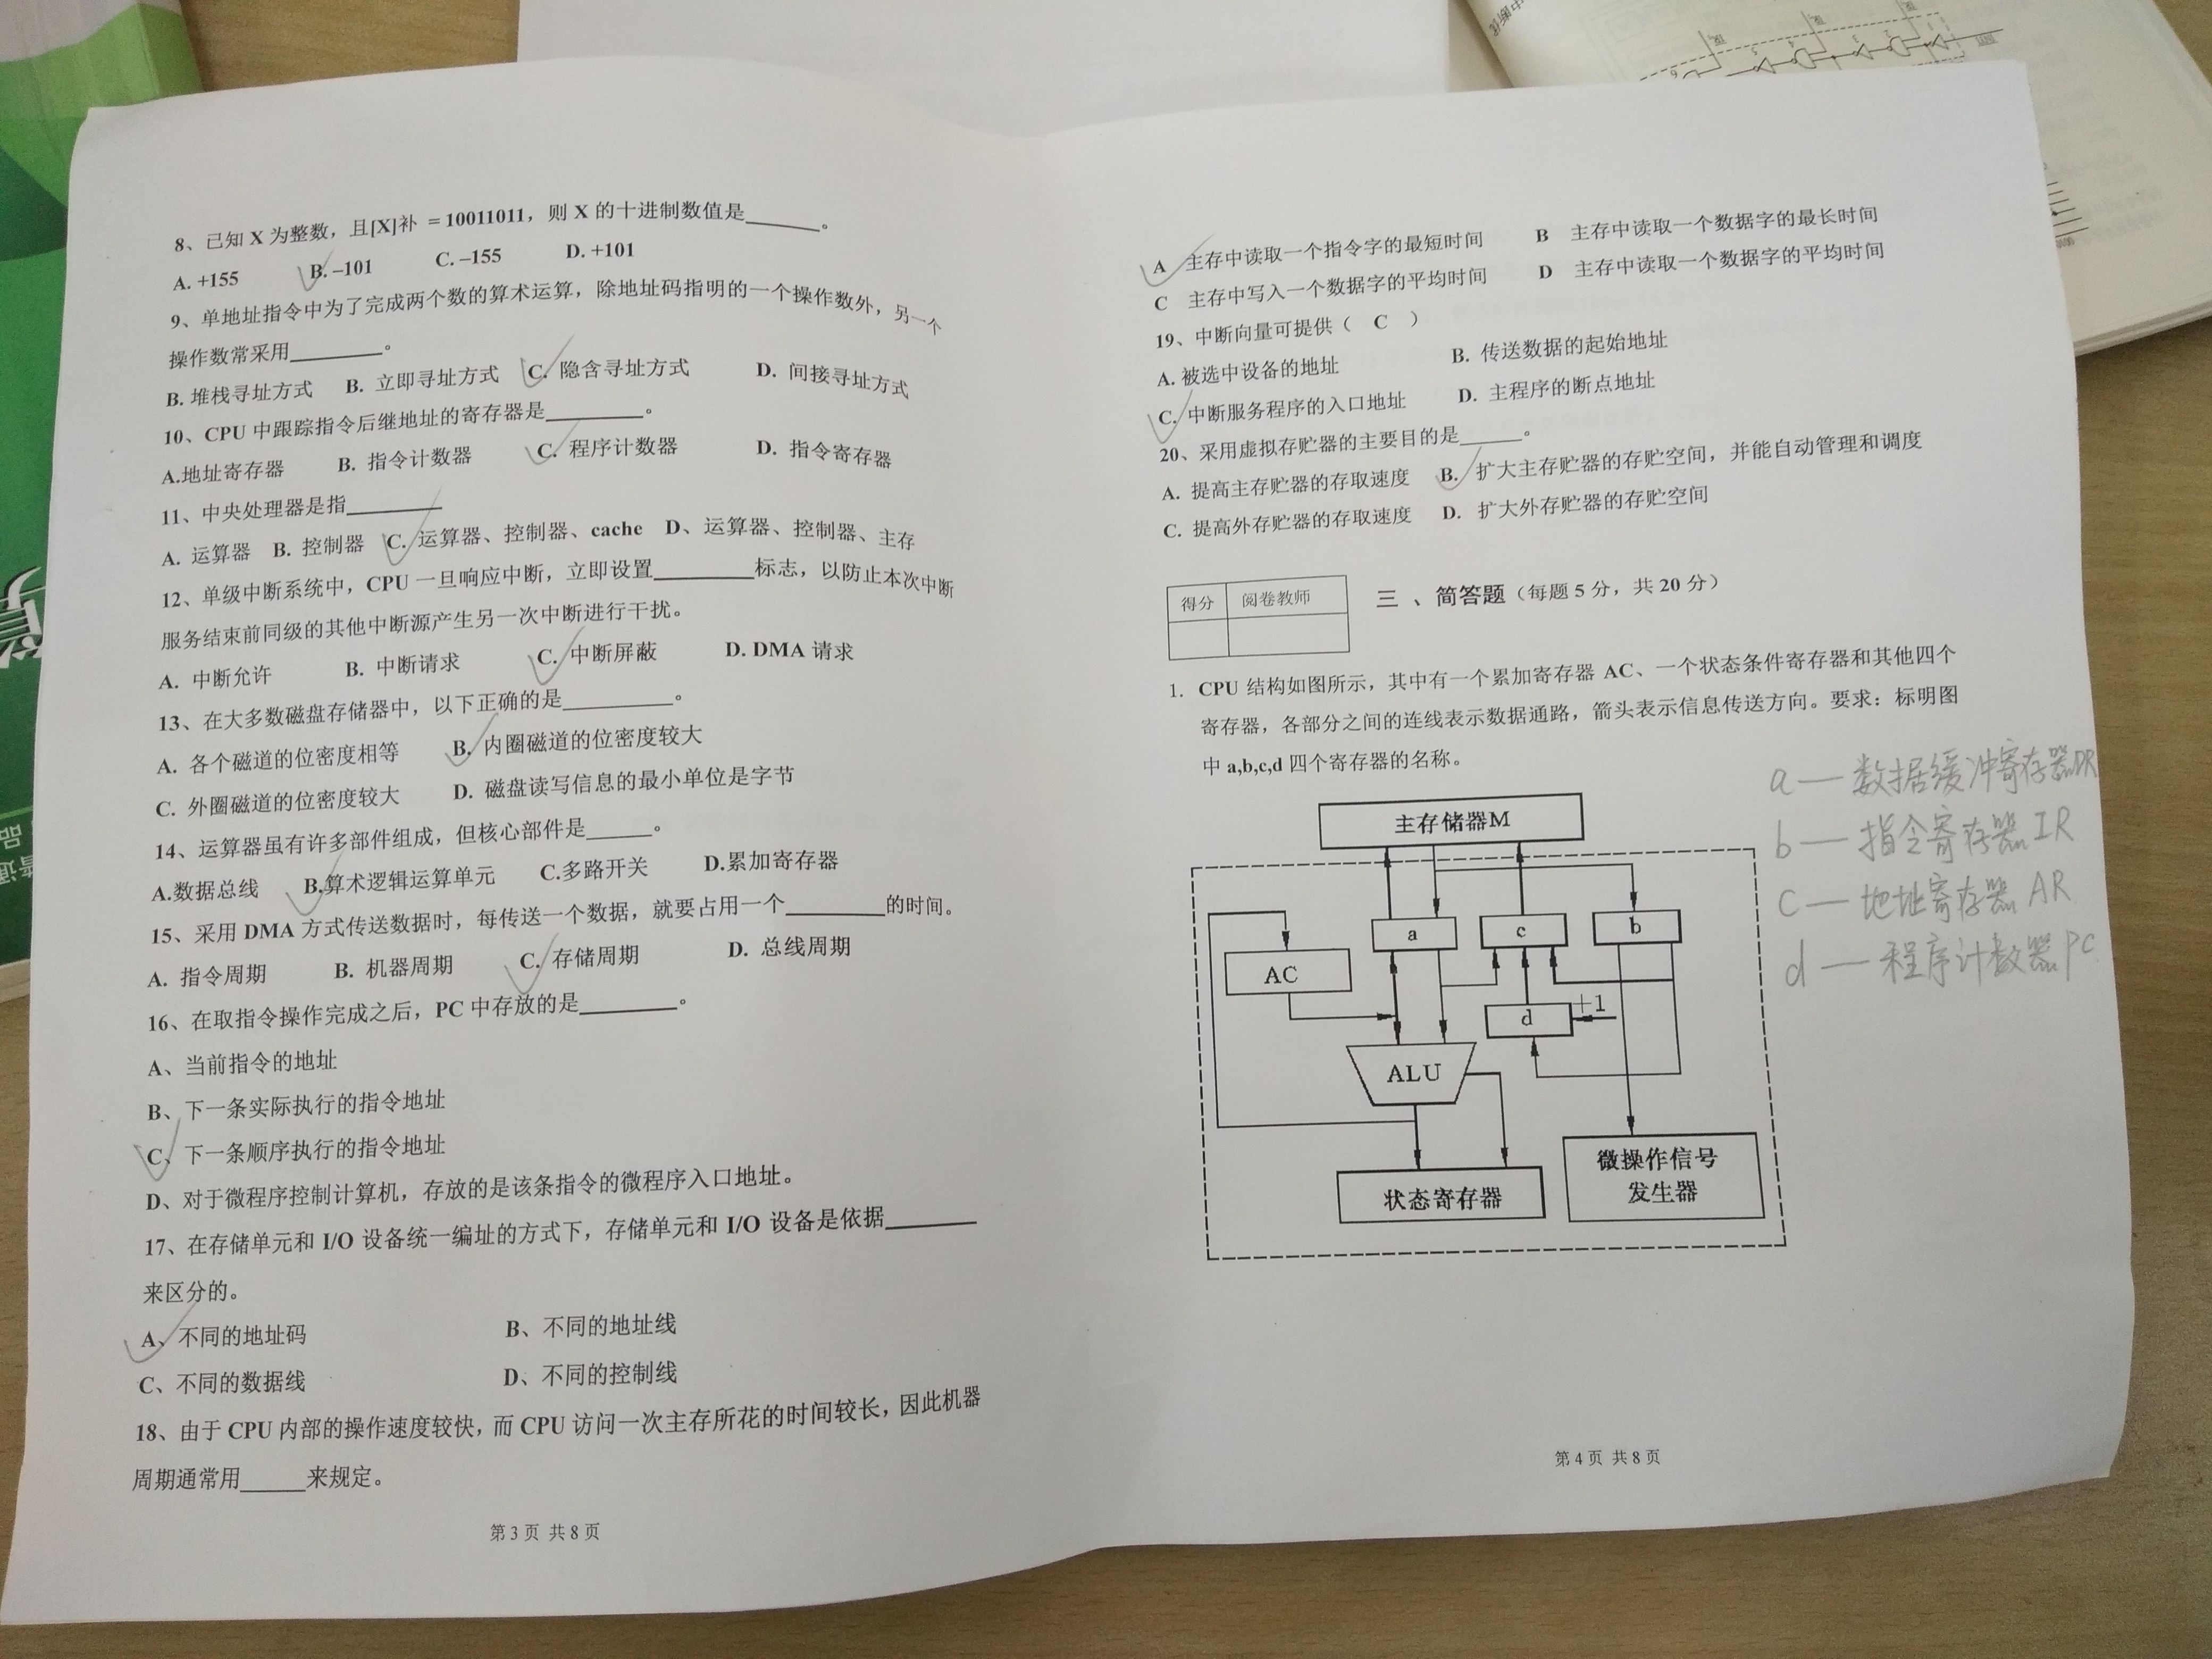 8、已知 X 为整数，且[X]补 = 10011011，则 X 的十进制数值是______。
A. +155 B. –101 C. –155 D. +101
9、单地址指令中为了完成两个数的算术运算，除地址码指明的一个操作数外，另一个
操作数常采用________。
B. 堆栈寻址方式 B. 立即寻址方式 C. 隐含寻址方式 D. 间接寻址方式
10、CPU 中跟踪指令后继地址的寄存器是________。
A.地址寄存器 B. 指令计数器 C. 程序计数器 D. 指令寄存器
11、中央处理器是指________
A. 运算器 B. 控制器 C. 运算器、控制器、cache D、运算器、控制器、主存
12、单级中断系统中，CPU 一旦响应中断，立即设置________标志，以防止本次中断
服务结束前同级的其他中断源产生另一次中断进行干扰。
A. 中断允许 B. 中断请求 C. 中断屏蔽 D. DMA 请求
13、在大多数磁盘存储器中，以下正确的是________。
A. 各个磁道的位密度相等 B. 内圈磁道的位密度较大
C. 外圈磁道的位密度较大 D. 磁盘读写信息的最小单位是字节
14、运算器虽有许多部件组成，但核心部件是______。
A.数据总线 B.算术逻辑运算单元 C.多路开关 D.累加寄存器
15、采用 DMA 方式传送数据时，每传送一个数据，就要占用一个________的时间。
A. 指令周期 B. 机器周期 C. 存储周期 D. 总线周期
16、在取指令操作完成之后，PC 中存放的是________。
A、当前指令的地址
B、下一条实际执行的指令地址
C、下一条顺序执行的指令地址
D、对于微程序控制计算机，存放的是该条指令的微程序入口地址。
17、在存储单元和 I/O 设备统一编址的方式下，存储单元和 I/O 设备是依据________
来区分的。
A、不同的地址码 B、不同的地址线
C、不同的数据线 D、不同的控制线
18、由于 CPU 内部的操作速度较快，而 CPU 访问一次主存所花的时间较长，因此机器
周期通常用______来规定。
第 3 页 共 8 页
A 主存中读取一个指令字的最短时间 B 主存中读取一个数据字的最长时间
C 主存中写入一个数据字的平均时间 D 主存中读取一个数据字的平均时间
19、中断向量可提供（ C ）
A. 被选中设备的地址 B. 传送数据的起始地址
C. 中断服务程序的入口地址 D. 主程序的断点地址
20、采用虚拟存贮器的主要目的是______。
A. 提高主存贮器的存取速度 B. 扩大主存贮器的存贮空间，并能自动管理和调度
C. 提高外存贮器的存取速度 D. 扩大外存贮器的存贮空间
得分 阅卷教师
三 、简答题（每题 5 分，共 20 分）
1. CPU 结构如图所示，其中有一个累加寄存器 AC、一个状态条件寄存器和其他四个
寄存器，各部分之间的连线表示数据通路，箭头表示信息传送方向。要求：标明图
中 a,b,c,d 四个寄存器的名称。
a — 数据缓冲寄存器DR
b — 指令寄存器 IR
c — 地址寄存器 AR
d — 程序计数器 PC
主存储器M
a c b
AC
d +1
ALU
状态寄存器
微操作信号
发生器
第 4 页 共 8 页